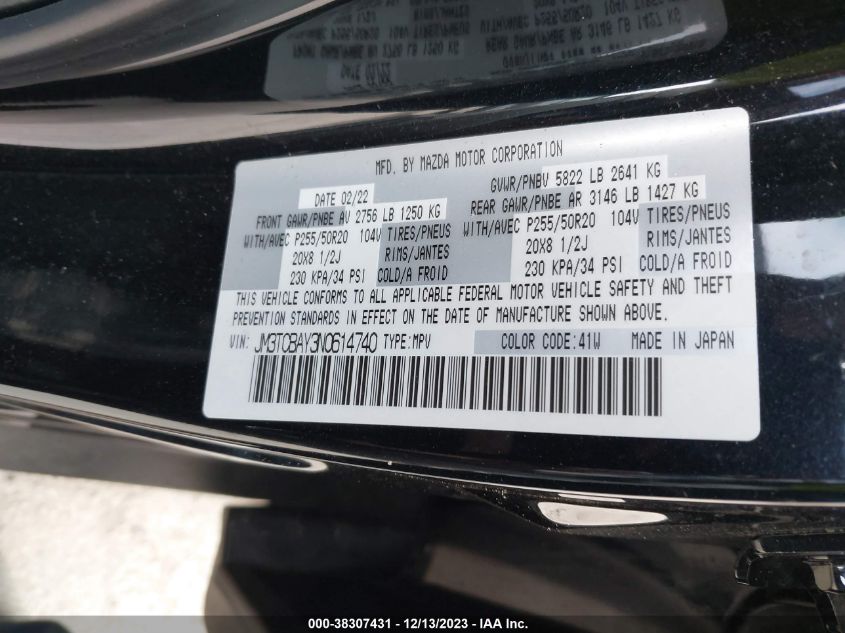 MFD. BY MAZDA MOTOR CORPORATION
DATE 02/22 GVWR/PNBV 5822 LB 2641 KG
FRONT GAWR/PNBE AV 2756 LB 1250 KG REAR GAWR/PNBE AR 3146 LB 1427 KG
WITH/AVEC P255/50R20 104V TIRES/PNEUS WITH/AVEC P255/50R20 104V TIRES/PNEUS
20X8 1/2J RIMS/JANTES 20X8 1/2J RIMS/JANTES
230 KPA/34 PSI COLD/A FROID 230 KPA/34 PSI COLD/A FROID
THIS VEHICLE CONFORMS TO ALL APPLICABLE FEDERAL MOTOR VEHICLE SAFETY AND THEFT
PREVENTION STANDARDS IN EFFECT ON THE DATE OF MANUFACTURE SHOWN ABOVE.
VIN: JM3TCBAY3N0614740 TYPE:MPV COLOR CODE:41W MADE IN JAPAN
000-38307431 - 12/13/2023 - IAA Inc.